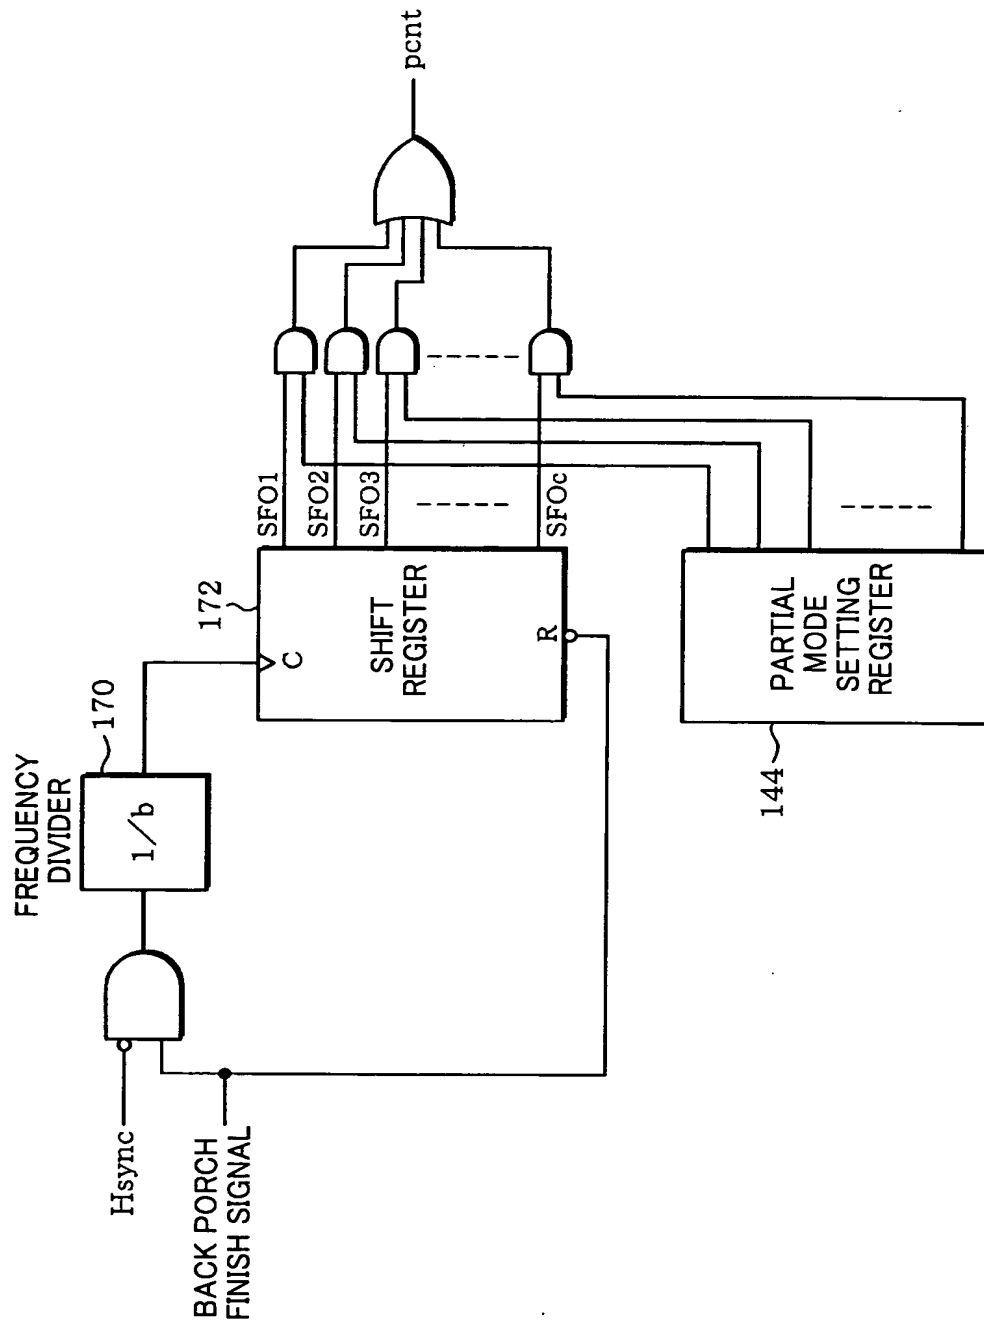 Hsync
BACK PORCH
FINISH SIGNAL
FREQUENCY
DIVIDER
170
1/b
172
C
SHIFT
REGISTER
R
SFO1
SFO2
SFO3
SFOc
pcnt
144
PARTIAL
MODE
SETTING
REGISTER